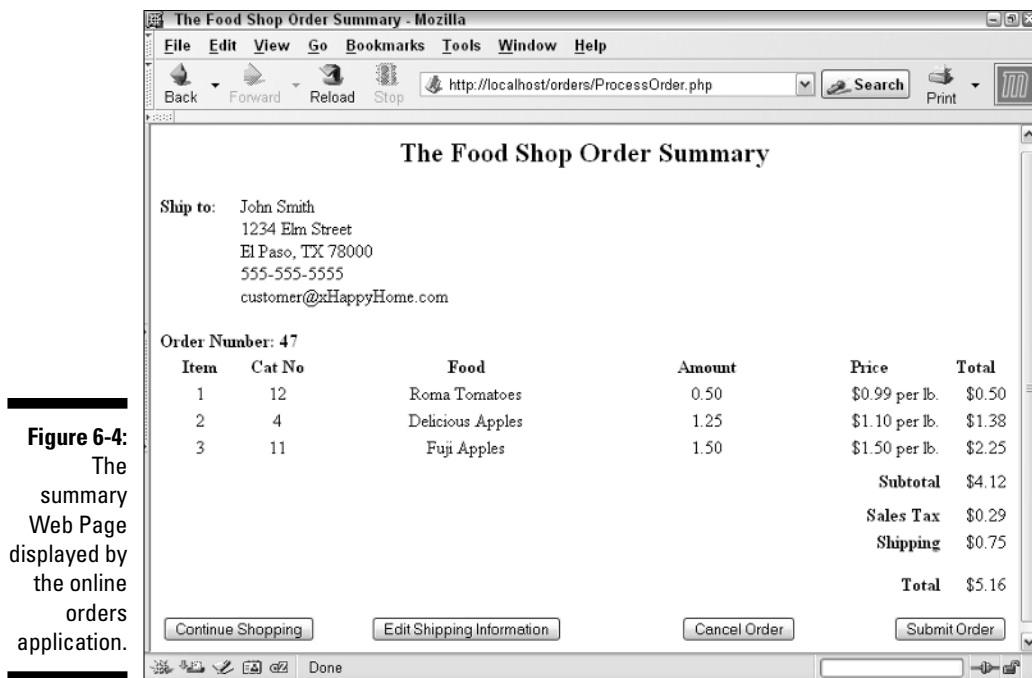 The Food Shop Order Summary - Mozilla
File Edit View Go Bookmarks Tools Window Help
Back Forward Reload Stop http://localhost/orders/ProcessOrder.php Search Print
The Food Shop Order Summary
Ship to: John Smith
1234 Elm Street
El Paso, TX 78000
555-555-5555
customer@xHappyHome.com
Order Number: 47
Item Cat No Food Amount Price Total
1 12 Roma Tomatoes 0.50 $0.99 per lb. $0.50
2 4 Delicious Apples 1.25 $1.10 per lb. $1.38
3 11 Fuji Apples 1.50 $1.50 per lb. $2.25
Subtotal $4.12
Sales Tax $0.29
Shipping $0.75
Total $5.16
Continue Shopping Edit Shipping Information Cancel Order Submit Order
Done
Figure 6-4:
The
summary
Web Page
displayed by
the online
orders
application.